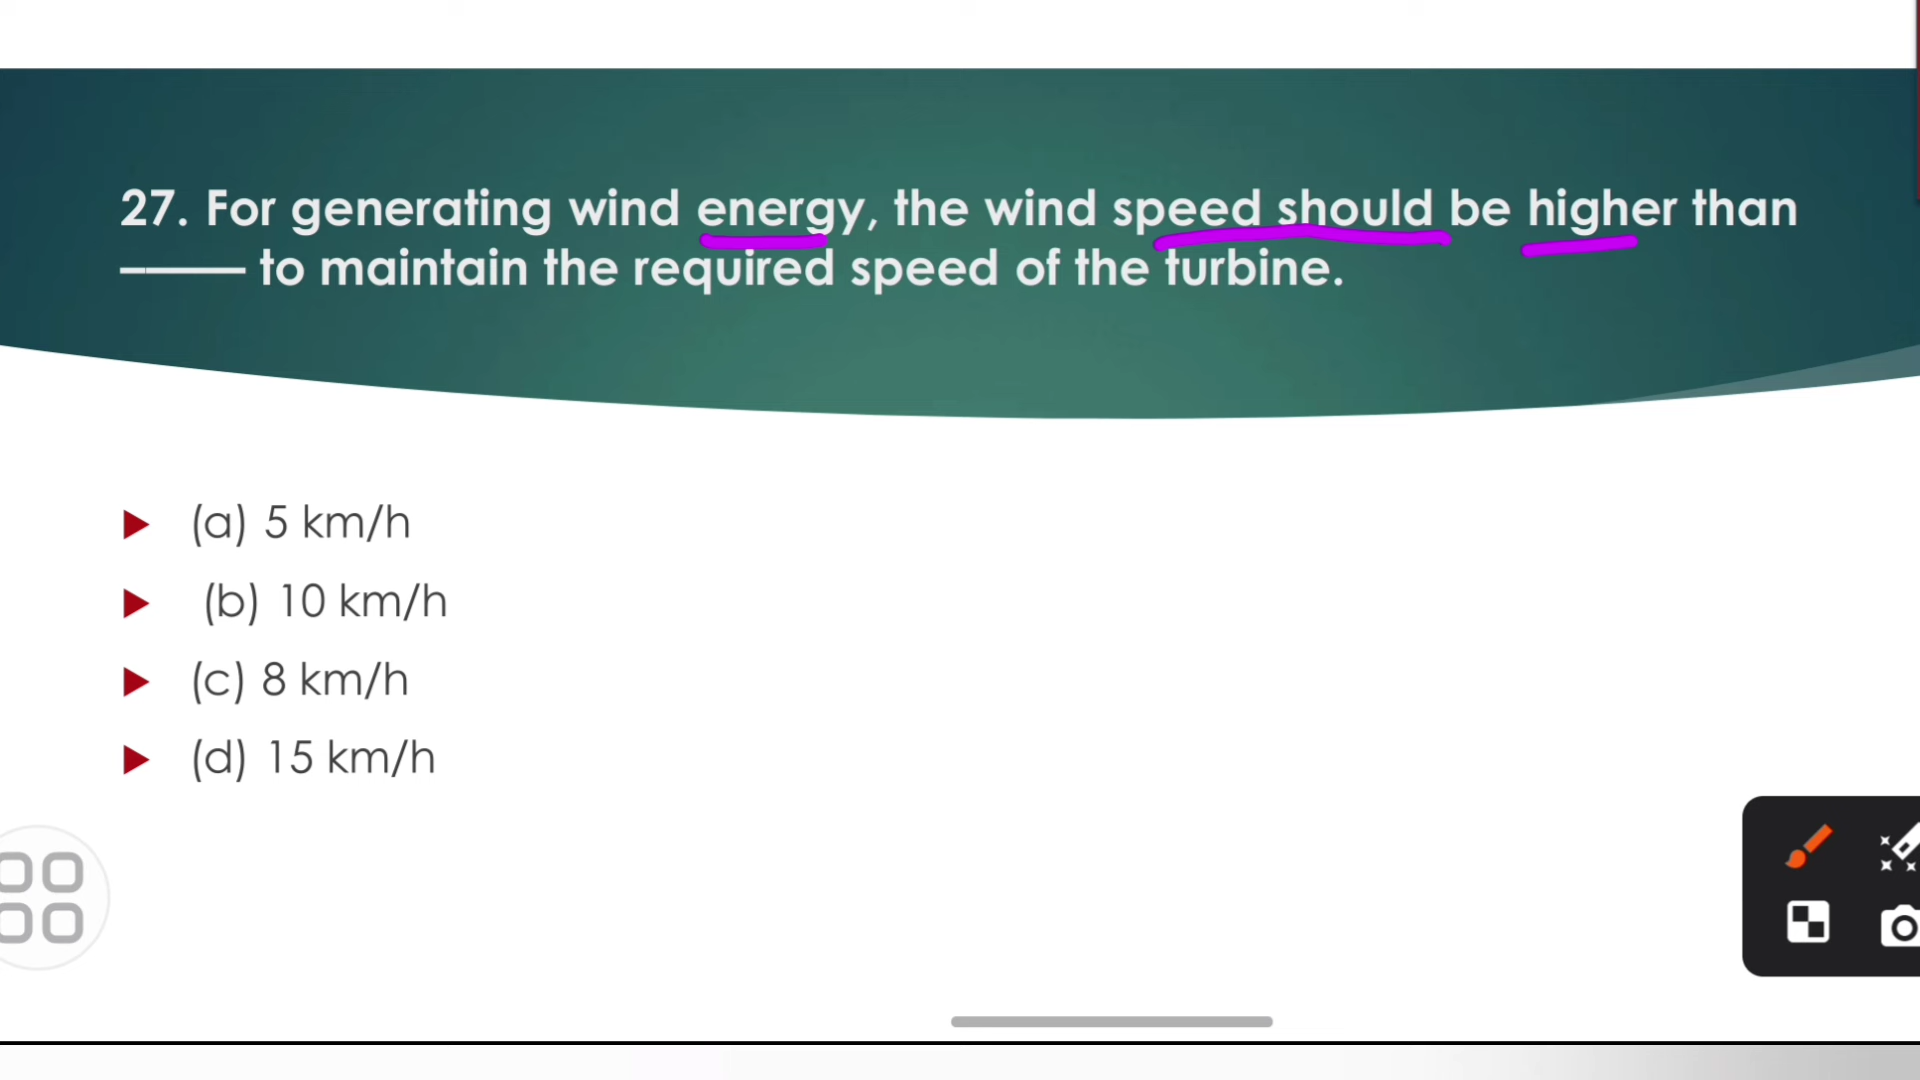 27. For generating wind energy, the wind speed should be higher than
——— to maintain the required speed of the turbine.
(a) 5 km/h
(b) 10 km/h
(c) 8 km/h
(d) 15 km/h